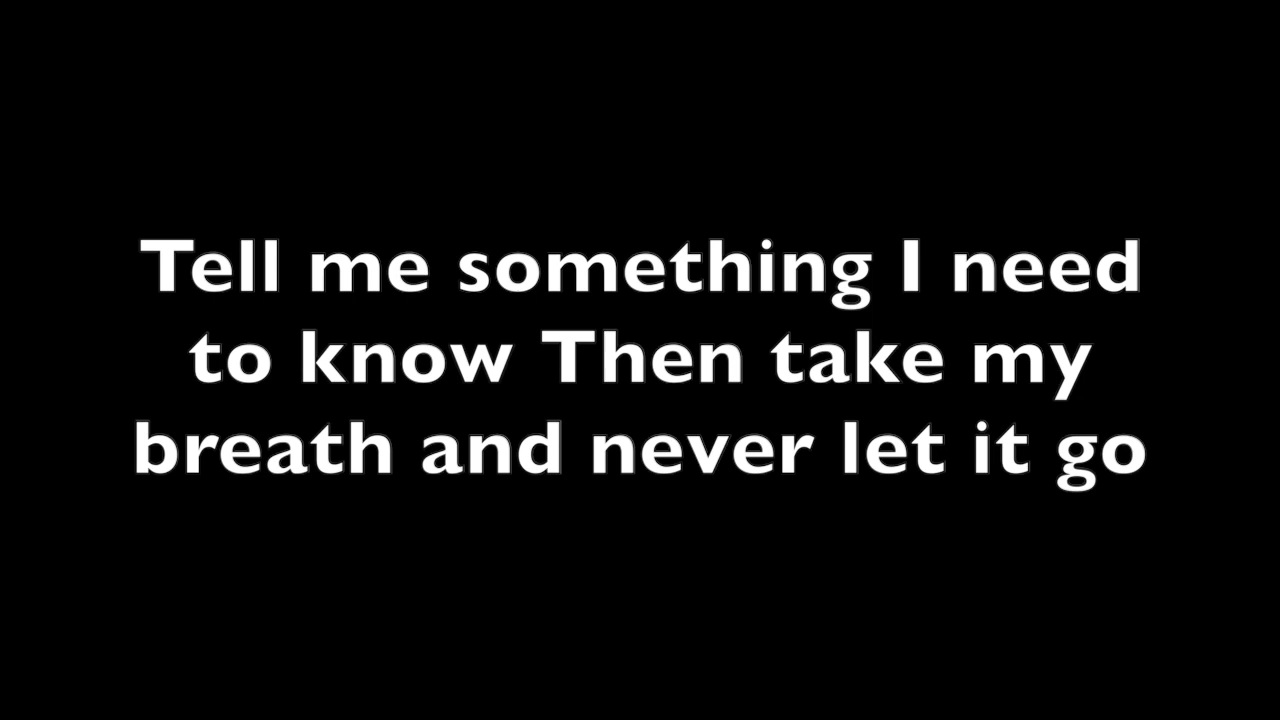 Tell me something I need
to know Then take my
breath and never let it go